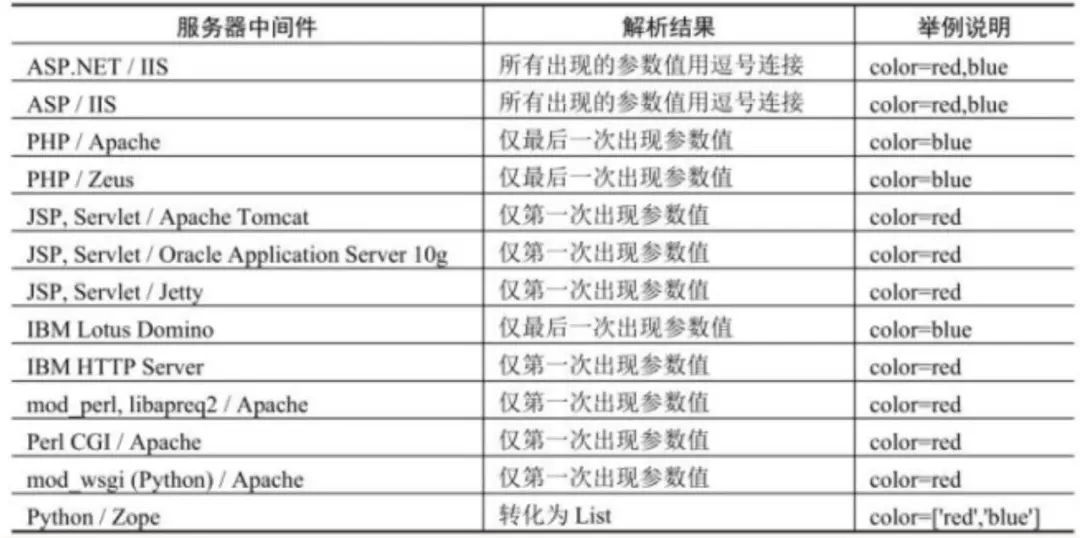 服务器中间件 解析结果 举例说明
ASP.NET / IIS 所有出现的参数值用逗号连接 color=red,blue
ASP / IIS 所有出现的参数值用逗号连接 color=red,blue
PHP / Apache 仅最后一次出现参数值 color=blue
PHP / Zeus 仅最后一次出现参数值 color=blue
JSP, Servlet / Apache Tomcat 仅第一次出现参数值 color=red
JSP, Servlet / Oracle Application Server 10g 仅第一次出现参数值 color=red
JSP, Servlet / Jetty 仅第一次出现参数值 color=red
IBM Lotus Domino 仅最后一次出现参数值 color=blue
IBM HTTP Server 仅第一次出现参数值 color=red
mod_perl, libapreq2 / Apache 仅第一次出现参数值 color=red
Perl CGI / Apache 仅第一次出现参数值 color=red
mod_wsgi (Python) / Apache 仅第一次出现参数值 color=red
Python / Zope 转化为 List color=['red','blue']